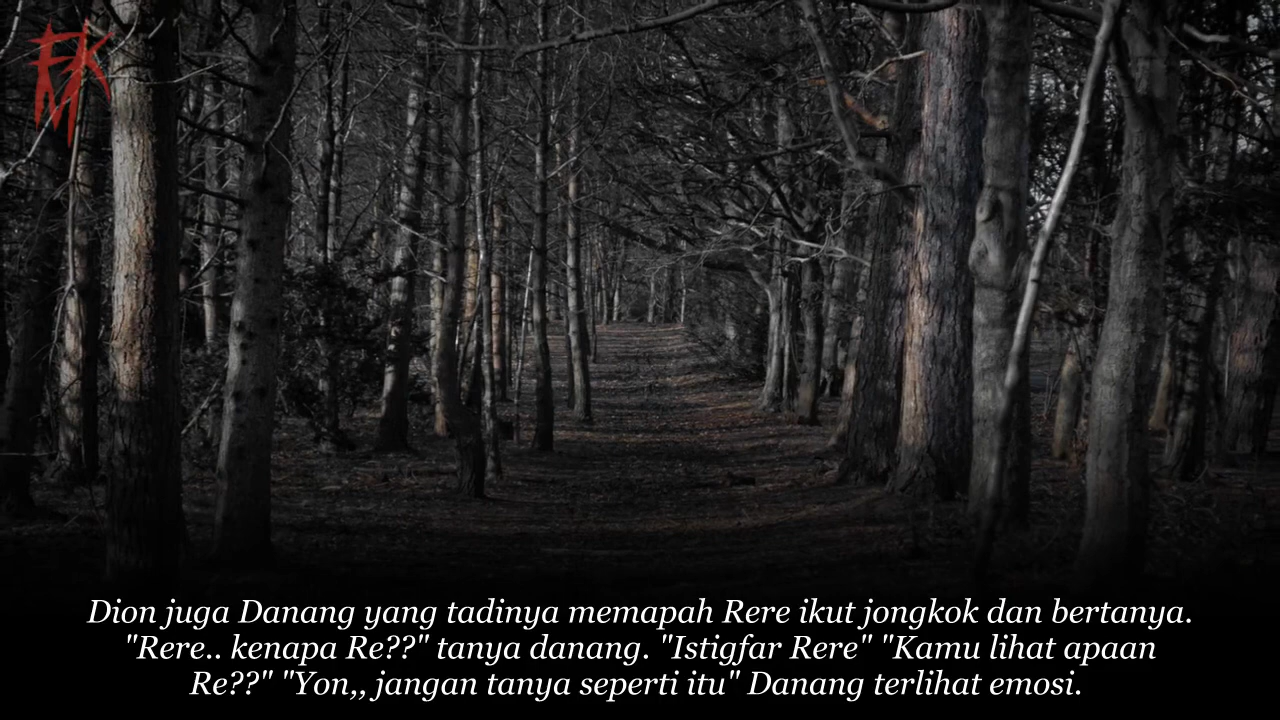 FKM
Dion juga Danang yang tadinya memapah Rere ikut jongkok dan bertanya.
"Rere.. kenapa Re??" tanya danang. "Istigfar Rere" "Kamu lihat apaan
Re??" "Yon,, jangan tanya seperti itu" Danang terlihat emosi.